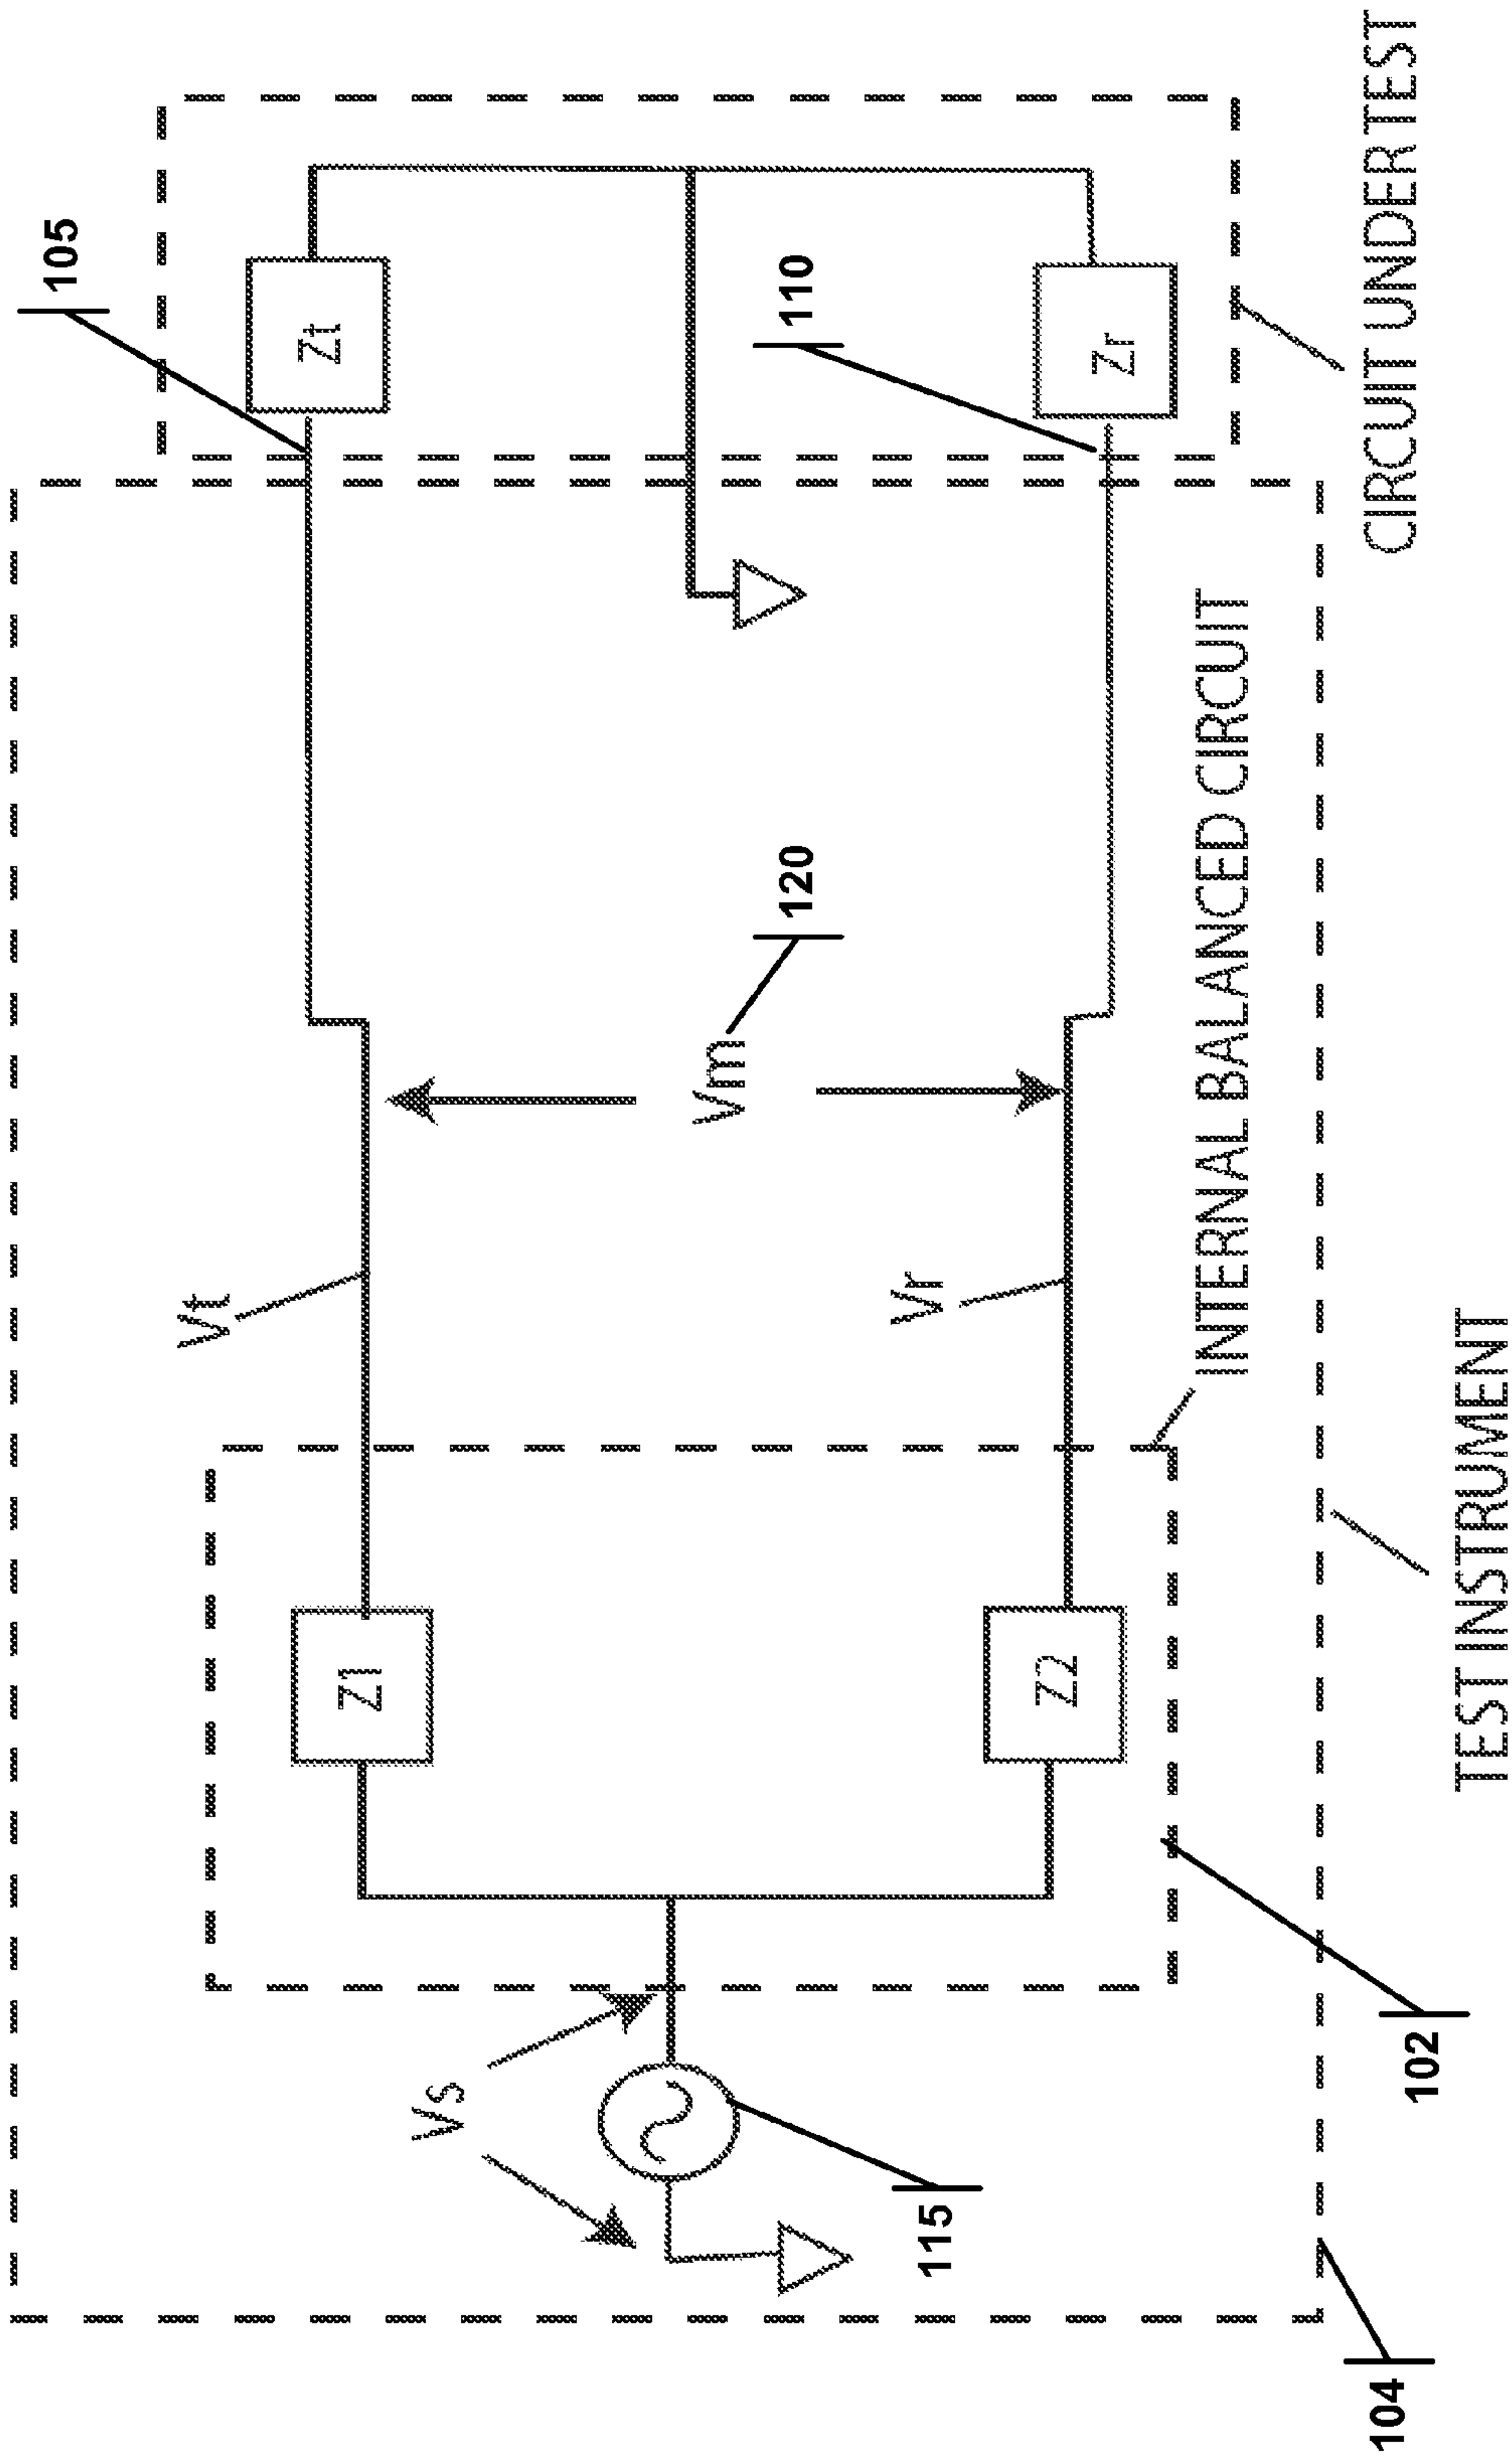 105
Zt
Vt
Z1
Vs
115
Vm
120
110
Zr
Vr
Z2
INTERNAL BALANCED CIRCUIT
CIRCUIT UNDER TEST
TEST INSTRUMENT
102
104